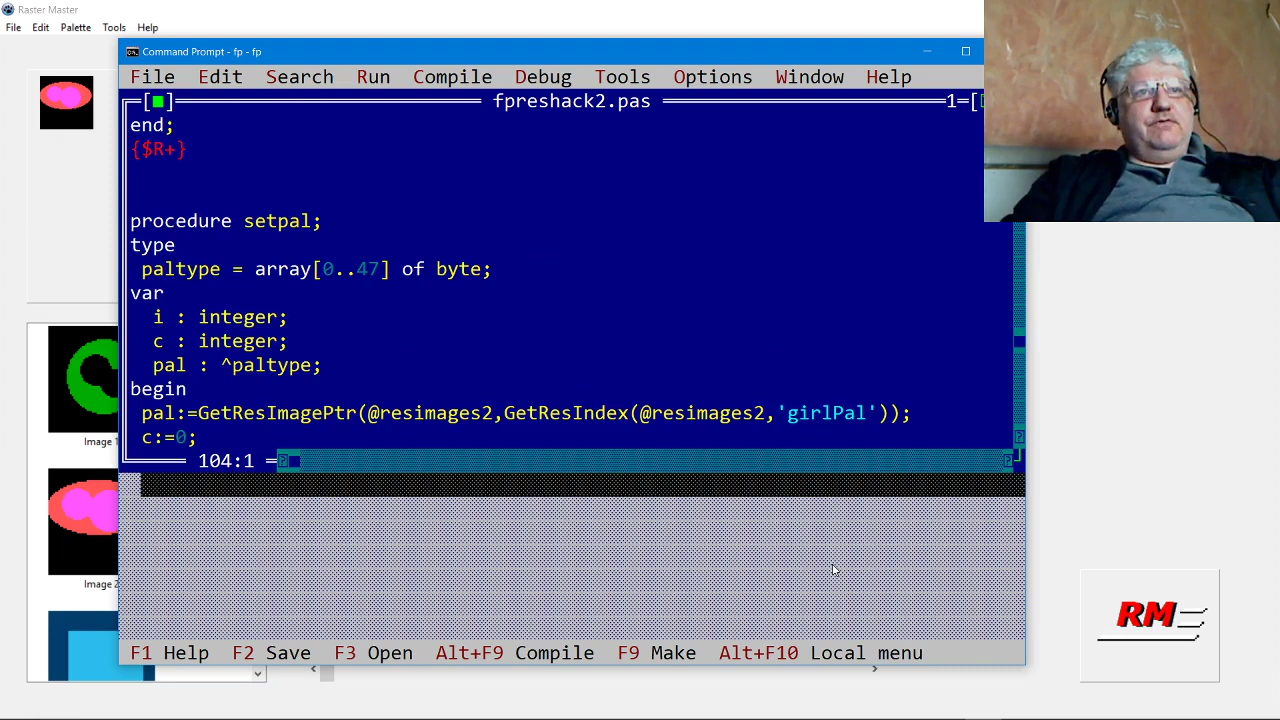 Raster Master
File Edit Palette Tools Help
Command Prompt - fp - fp
File Edit Search Run Compile Debug Tools Options Window Help
fpreshack2.pas 1=[
end;
{$R+}
procedure setpal;
type
paltype = array[0..47] of byte;
var
i : integer;
c : integer;
pal : ^paltype;
begin
pal:=GetResImagePtr(@resimages2,GetResIndex(@resimages2,'girlPal'));
c:=0;
104:1
Image 1
Image 2
RM
F1 Help F2 Save F3 Open Alt+F9 Compile F9 Make Alt+F10 Local menu